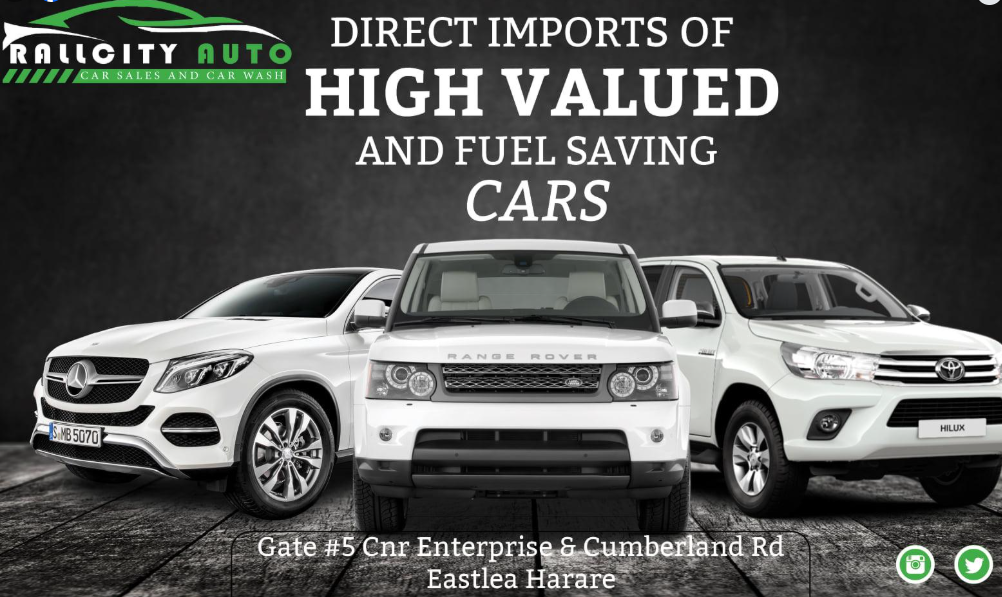 RALLCITY AUTO
CAR SALES AND CAR WASH
DIRECT IMPORTS OF
HIGH VALUED
AND FUEL SAVING
CARS
RANGE ROVER
S MB 5070
HILUX
Gate #5 Cnr Enterprise & Cumberland Rd
Eastlea Harare